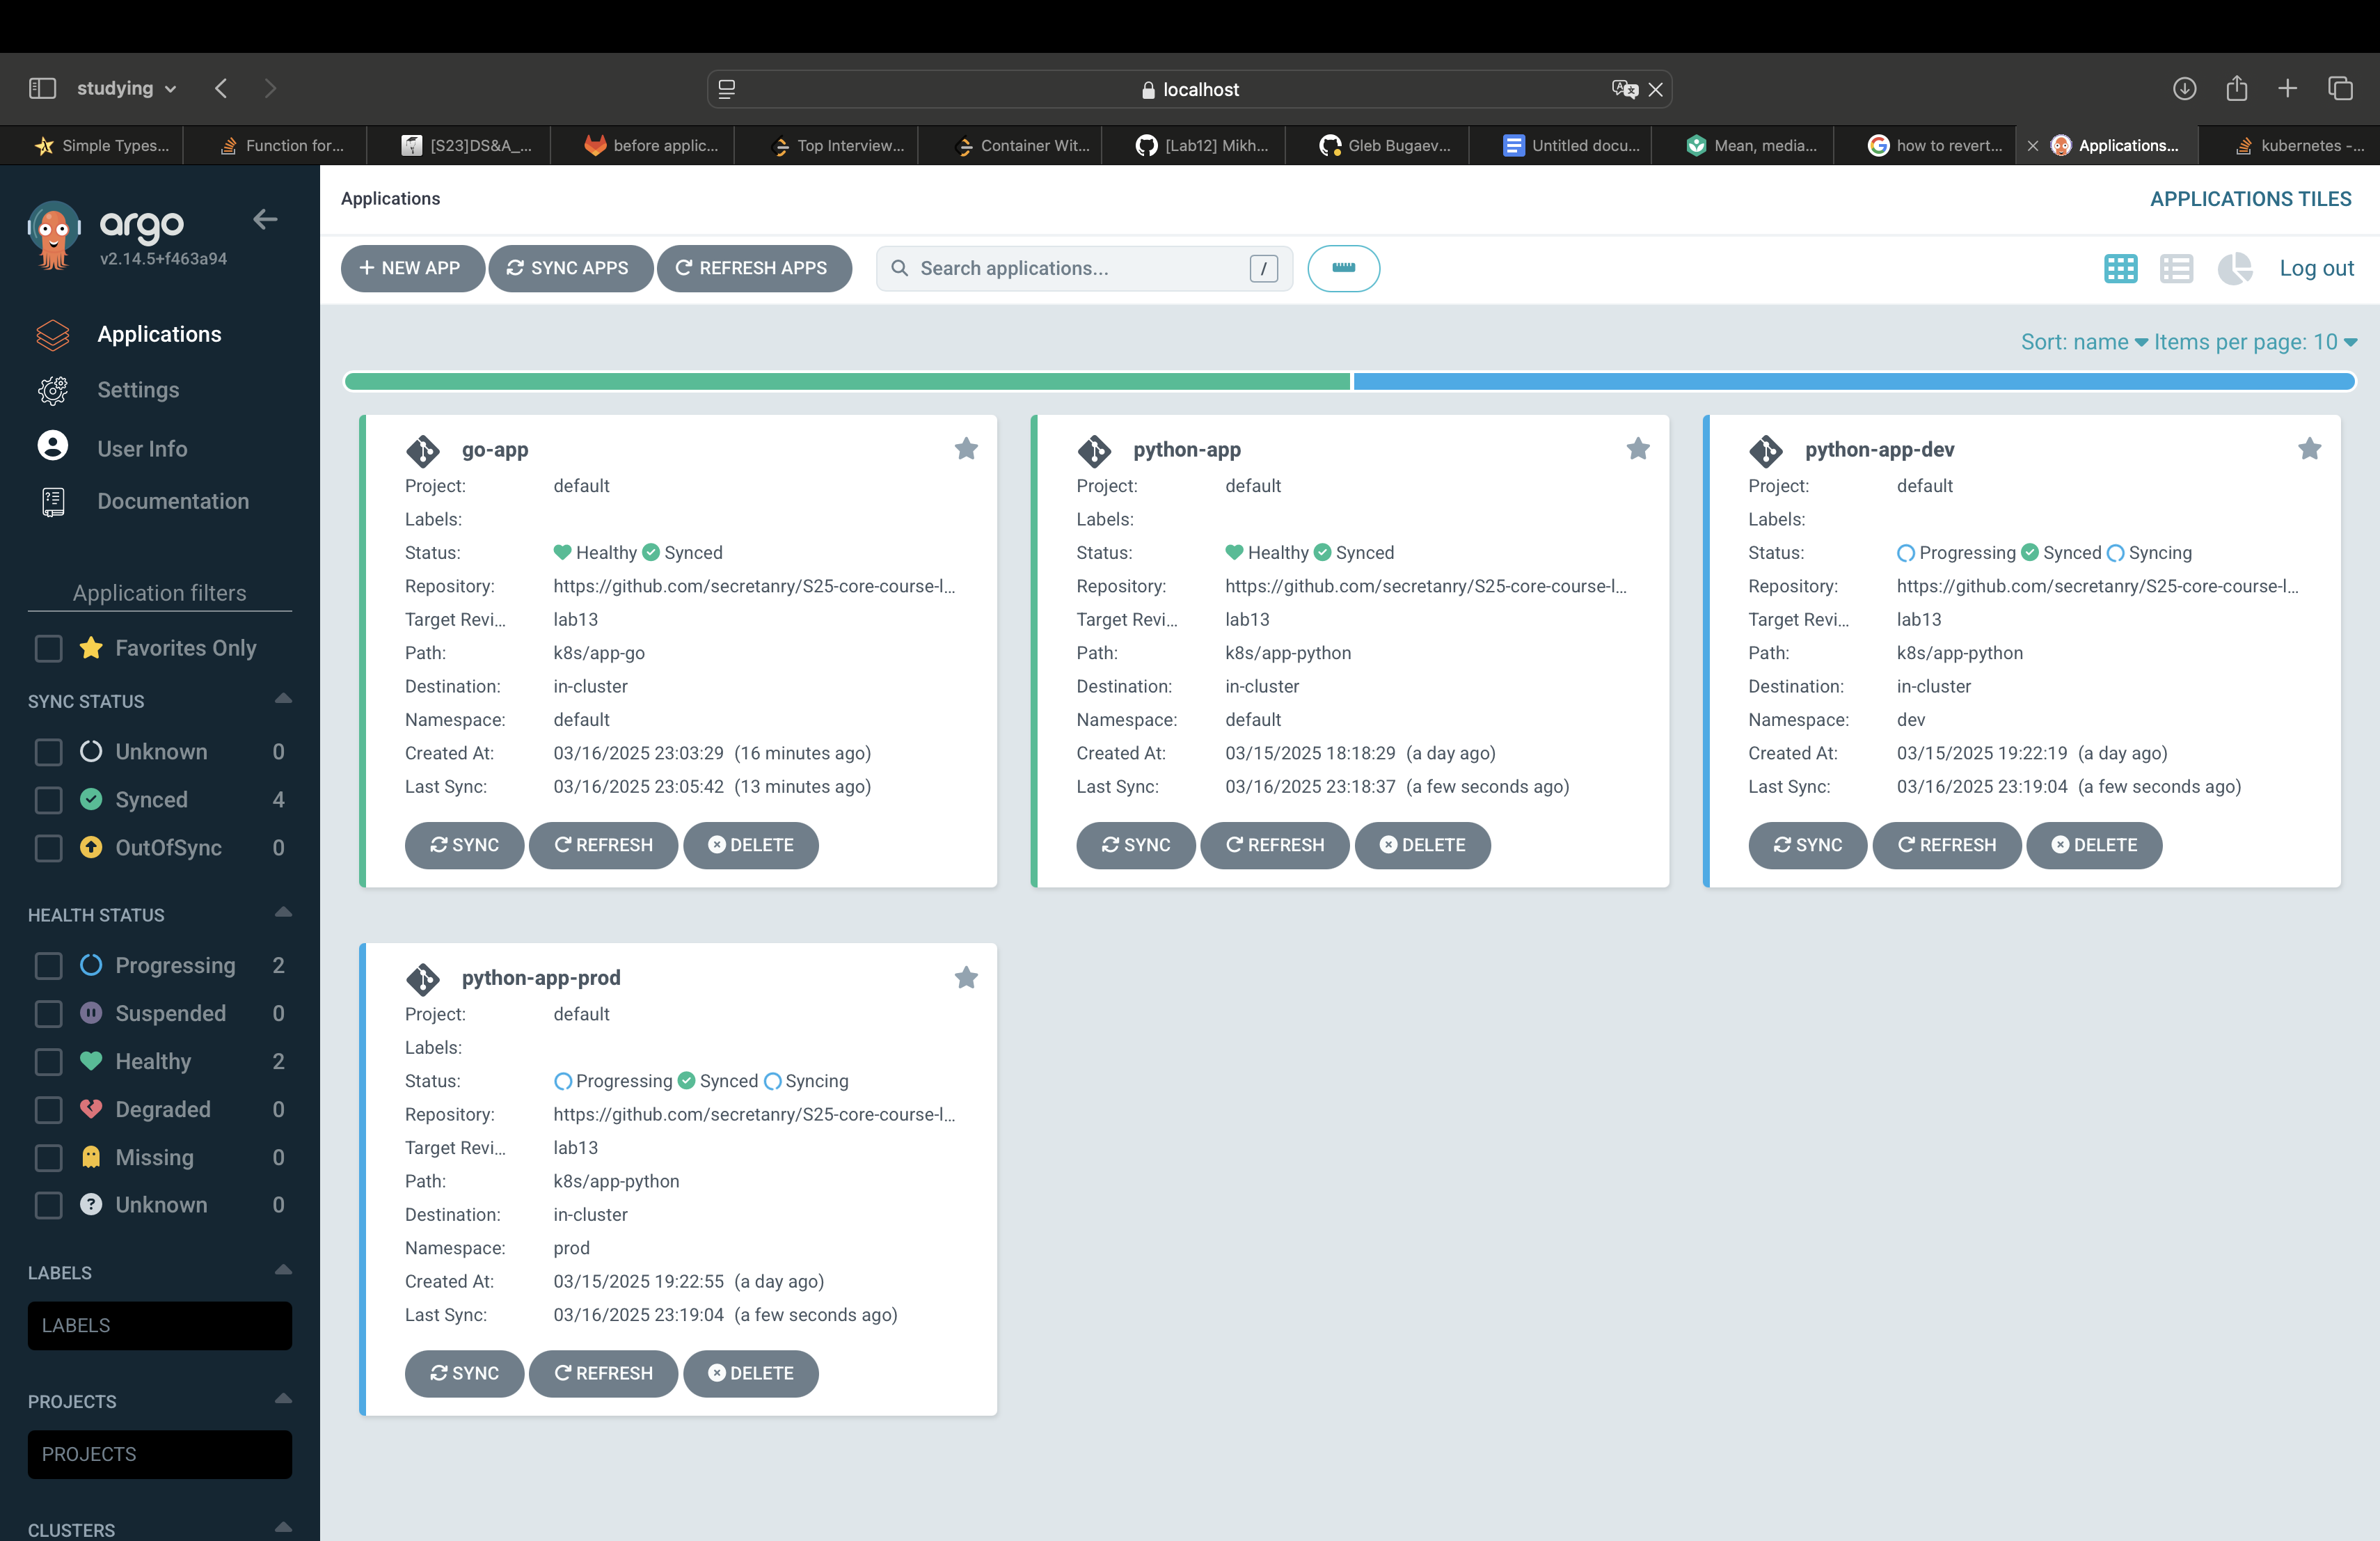 studying
localhost
Simple Types...
Function for...
[S23]DS&A_...
before applic...
Top Interview...
Container Wit...
[Lab12] Mikh...
Gleb Bugaev...
Untitled docu...
Mean, media...
how to revert...
Applications...
kubernetes -...
argo
v2.14.5+f463a94
Applications
Settings
User Info
Documentation
Application filters
Favorites Only
SYNC STATUS
Unknown 0
Synced 4
OutOfSync 0
HEALTH STATUS
Progressing 2
Suspended 0
Healthy 2
Degraded 0
Missing 0
Unknown 0
LABELS
LABELS
PROJECTS
PROJECTS
CLUSTERS
Applications
APPLICATIONS TILES
+ NEW APP
SYNC APPS
REFRESH APPS
Search applications... /
Log out
Sort: name Items per page: 10
go-app
Project: default
Labels:
Status: Healthy Synced
Repository: https://github.com/secretanry/S25-core-course-l...
Target Revi... lab13
Path: k8s/app-go
Destination: in-cluster
Namespace: default
Created At: 03/16/2025 23:03:29 (16 minutes ago)
Last Sync: 03/16/2025 23:05:42 (13 minutes ago)
SYNC REFRESH DELETE
python-app
Project: default
Labels:
Status: Healthy Synced
Repository: https://github.com/secretanry/S25-core-course-l...
Target Revi... lab13
Path: k8s/app-python
Destination: in-cluster
Namespace: default
Created At: 03/15/2025 18:18:29 (a day ago)
Last Sync: 03/16/2025 23:18:37 (a few seconds ago)
SYNC REFRESH DELETE
python-app-dev
Project: default
Labels:
Status: Progressing Synced Syncing
Repository: https://github.com/secretanry/S25-core-course-l...
Target Revi... lab13
Path: k8s/app-python
Destination: in-cluster
Namespace: dev
Created At: 03/15/2025 19:22:19 (a day ago)
Last Sync: 03/16/2025 23:19:04 (a few seconds ago)
SYNC REFRESH DELETE
python-app-prod
Project: default
Labels:
Status: Progressing Synced Syncing
Repository: https://github.com/secretanry/S25-core-course-l...
Target Revi... lab13
Path: k8s/app-python
Destination: in-cluster
Namespace: prod
Created At: 03/15/2025 19:22:55 (a day ago)
Last Sync: 03/16/2025 23:19:04 (a few seconds ago)
SYNC REFRESH DELETE